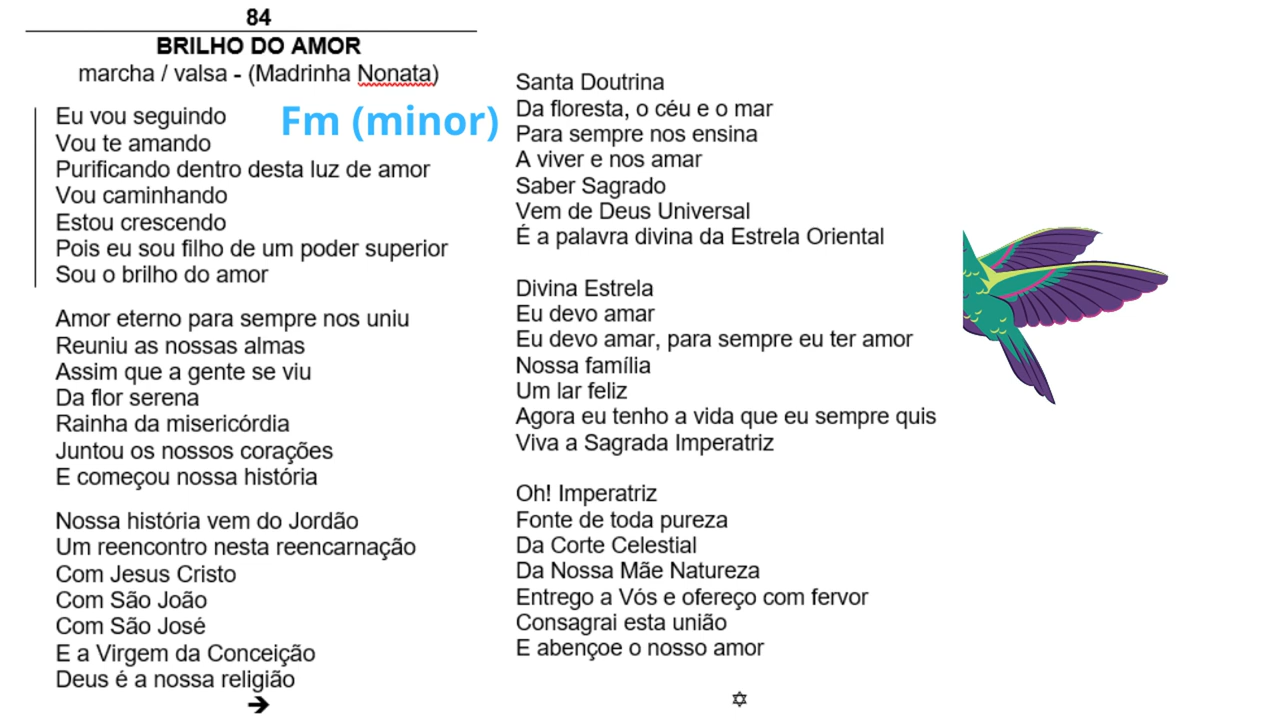 84
BRILHO DO AMOR
marcha / valsa - (Madrinha Nonata)
Fm (minor)
Eu vou seguindo
Vou te amando
Purificando dentro desta luz de amor
Vou caminhando
Estou crescendo
Pois eu sou filho de um poder superior
Sou o brilho do amor
Amor eterno para sempre nos uniu
Reuniu as nossas almas
Assim que a gente se viu
Da flor serena
Rainha da misericórdia
Juntou os nossos corações
E começou nossa história
Nossa história vem do Jordão
Um reencontro nesta reencarnação
Com Jesus Cristo
Com São João
Com São José
E a Virgem da Conceição
Deus é a nossa religião
Santa Doutrina
Da floresta, o céu e o mar
Para sempre nos ensina
A viver e nos amar
Saber Sagrado
Vem de Deus Universal
É a palavra divina da Estrela Oriental
Divina Estrela
Eu devo amar
Eu devo amar, para sempre eu ter amor
Nossa família
Um lar feliz
Agora eu tenho a vida que eu sempre quis
Viva a Sagrada Imperatriz
Oh! Imperatriz
Fonte de toda pureza
Da Corte Celestial
Da Nossa Mãe Natureza
Entrego a Vós e ofereço com fervor
Consagrai esta união
E abençoe o nosso amor